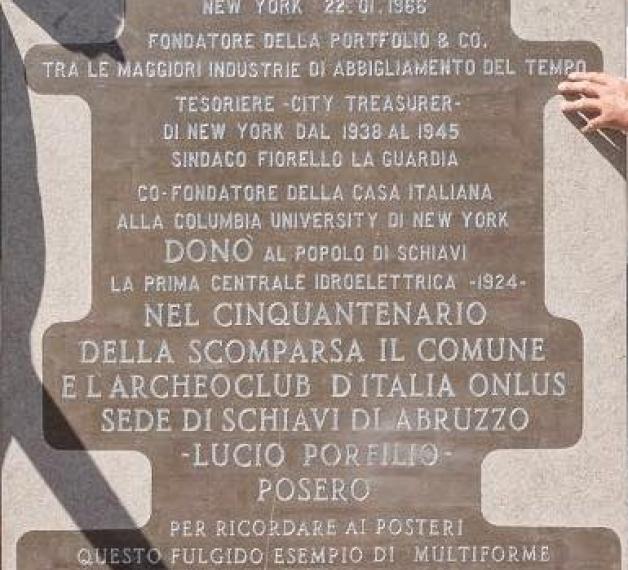 NEW YORK 22.01.1966
FONDATORE DELLA PORTFOLIO & CO.
TRA LE MAGGIORI INDUSTRIE DI ABBIGLIAMENTO DEL TEMPO
TESORIERE -CITY TREASURER-
DI NEW YORK DAL 1938 AL 1945
SINDACO FIORELLO LA GUARDIA
CO-FONDATORE DELLA CASA ITALIANA
ALLA COLUMBIA UNIVERSITY DI NEW YORK
DONÒ AL POPOLO DI SCHIAVI
LA PRIMA CENTRALE IDROELETTRICA -1924-
NEL CINQUANTENARIO
DELLA SCOMPARSA IL COMUNE
E L'ARCHEOCLUB D'ITALIA ONLUS
SEDE DI SCHIAVI DI ABRUZZO
-LUCIO PORFILIO-
POSERO
PER RICORDARE AI POSTERI
QUESTO FULGIDO ESEMPIO DI MULTIFORME